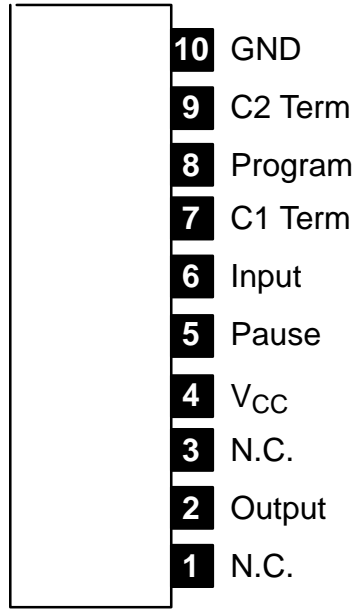 10 GND
9 C2 Term
8 Program
7 C1 Term
6 Input
5 Pause
4 VCC
3 N.C.
2 Output
1 N.C.